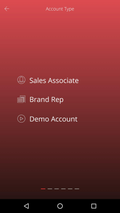 Account Type
Sales Associate
Brand Rep
Demo Account